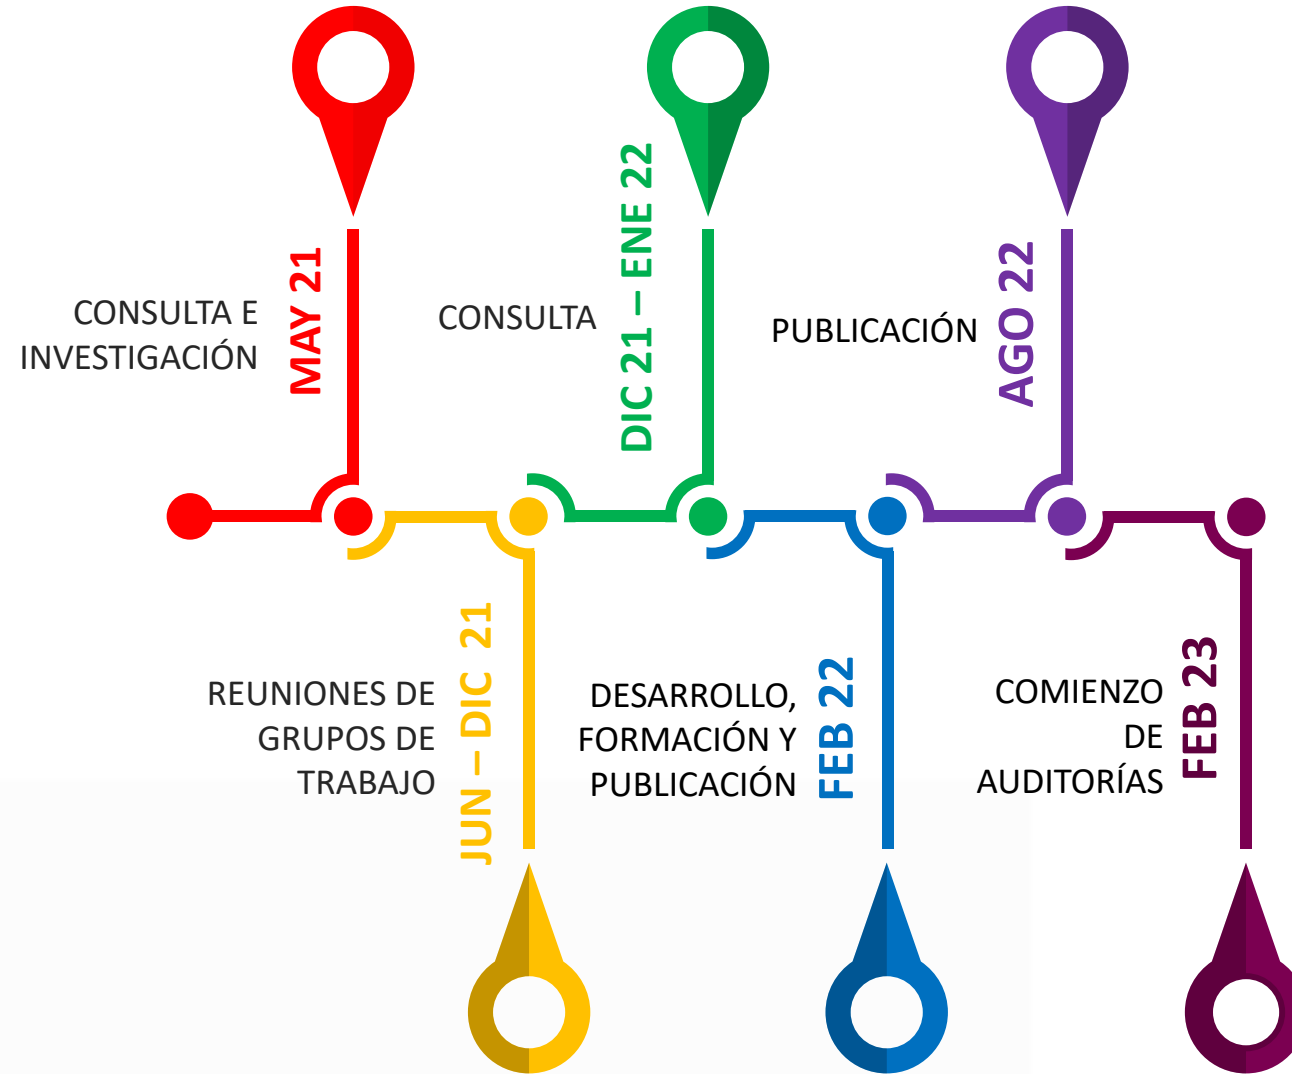 CONSULTA E
INVESTIGACIÓN
MAY 21
REUNIONES DE
GRUPOS DE
TRABAJO
JUN – DIC 21
CONSULTA
DIC 21 – ENE 22
DESARROLLO,
FORMACIÓN Y
PUBLICACIÓN
FEB 22
PUBLICACIÓN
AGO 22
COMIENZO
DE
AUDITORÍAS
FEB 23